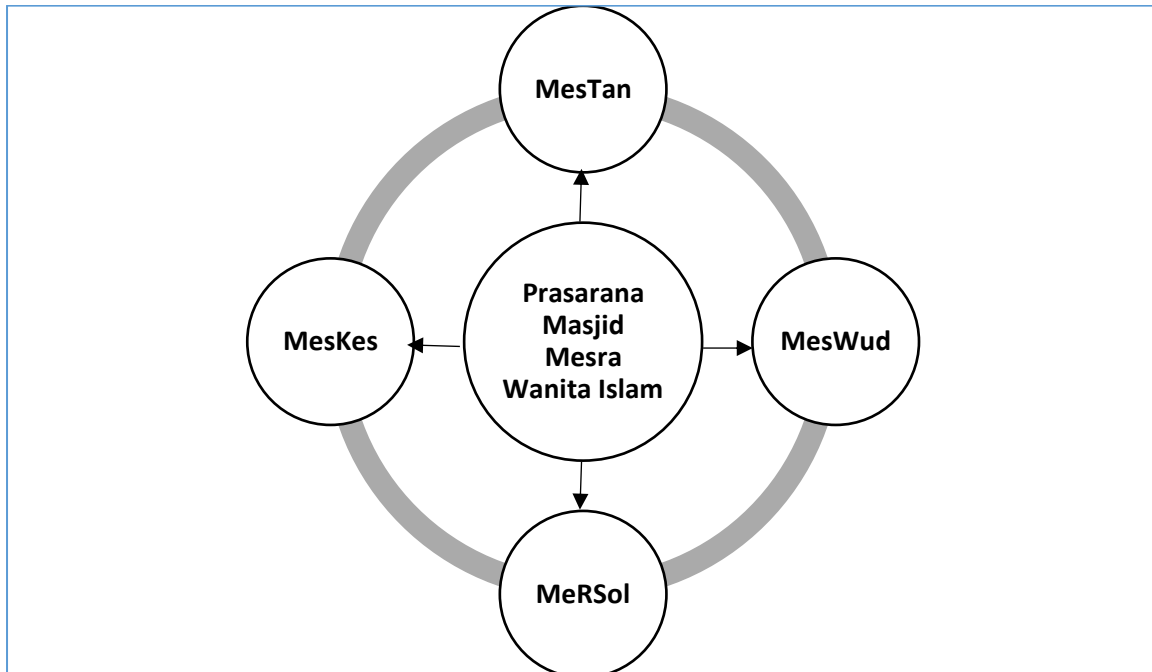 MesTan
MesKes
Prasarana
Masjid
Mesra
Wanita Islam
MesWud
MeRSol